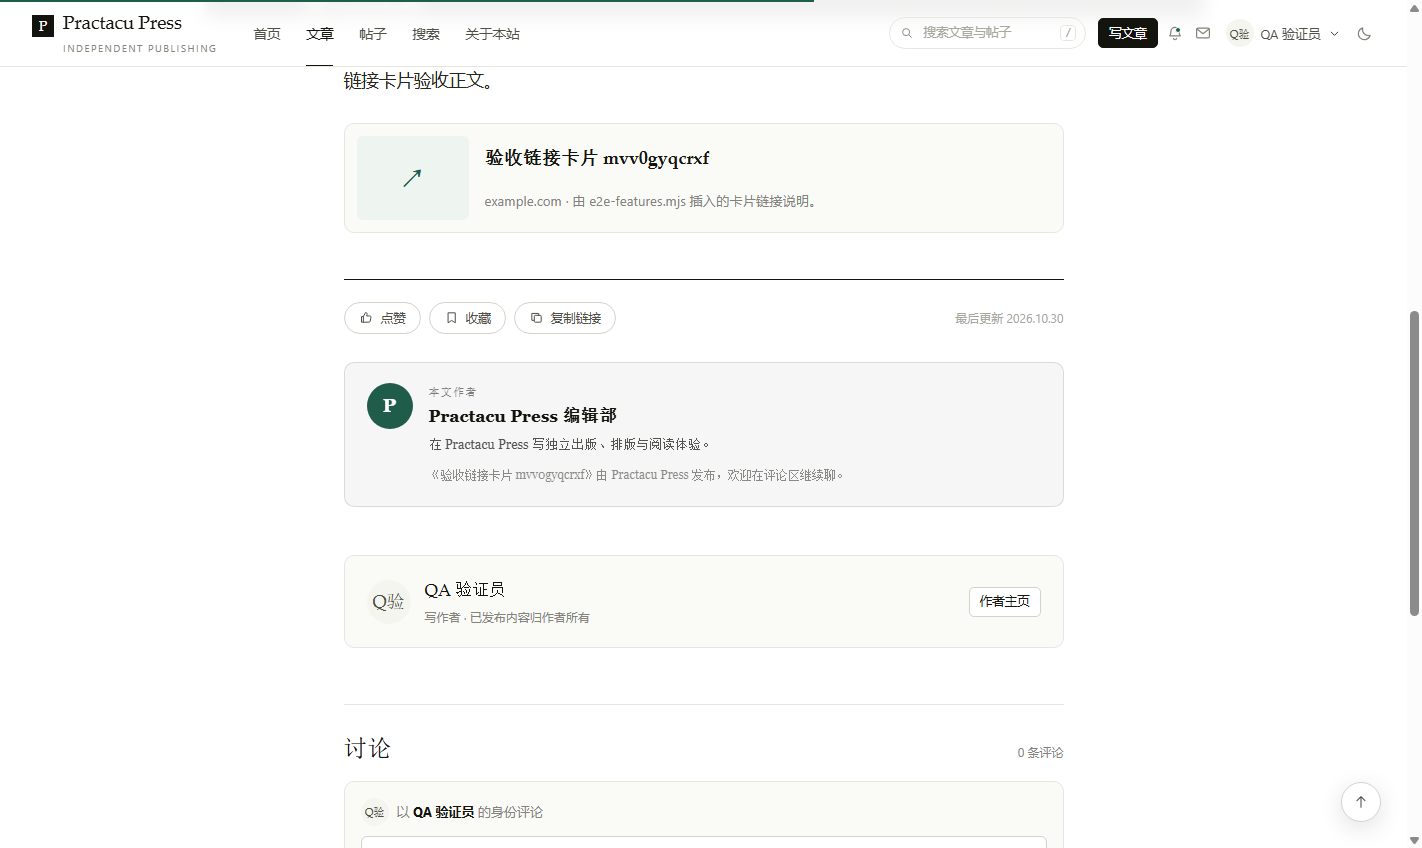 P Practacu Press
INDEPENDENT PUBLISHING
首页 文章 帖子 搜索 关于本站
搜索文章与帖子 /
写文章
Q验 QA 验证员
链接卡片验收正文。
验收链接卡片 mvv0gyqcrxf
example.com · 由 e2e-features.mjs 插入的卡片链接说明。
点赞 收藏 复制链接
最后更新 2026.10.30
P
本文作者
Practacu Press 编辑部
在 Practacu Press 写独立出版、排版与阅读体验。
《验收链接卡片 mvvogyqcrxf》由 Practacu Press 发布，欢迎在评论区继续聊。
Q验
QA 验证员
写作者 · 已发布内容归作者所有
作者主页
讨论
0 条评论
Q验 以 QA 验证员 的身份评论